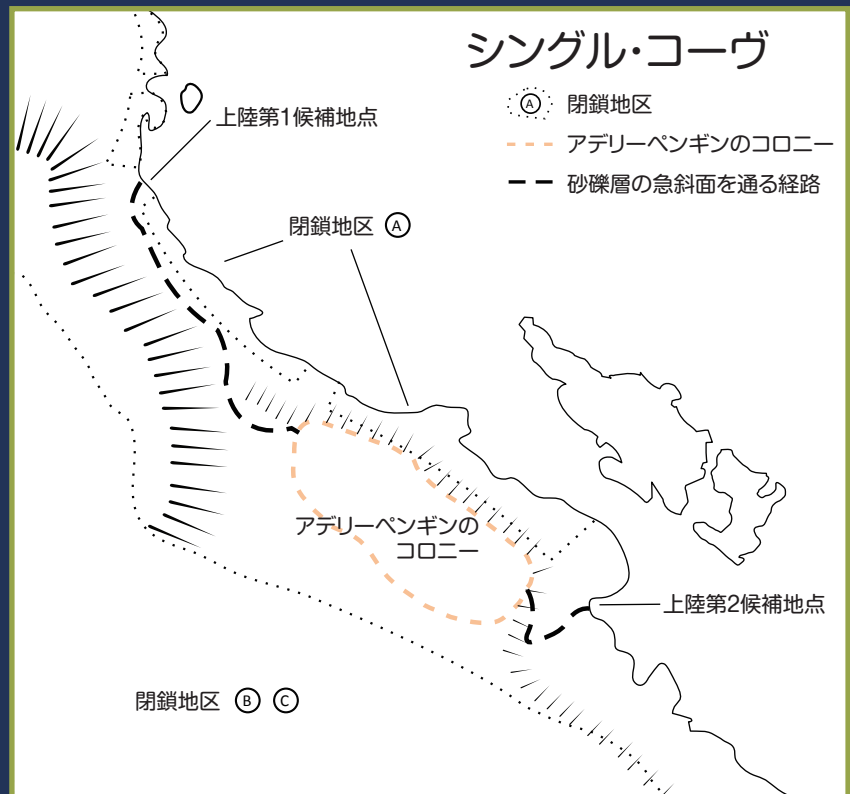 シングル・コーヴ
Ⓐ 閉鎖地区
アデリーペンギンのコロニー
砂礫層の急斜面を通る経路
上陸第1候補地点
閉鎖地区 Ⓐ
アデリーペンギンの
コロニー
上陸第2候補地点
閉鎖地区 Ⓑ Ⓒ